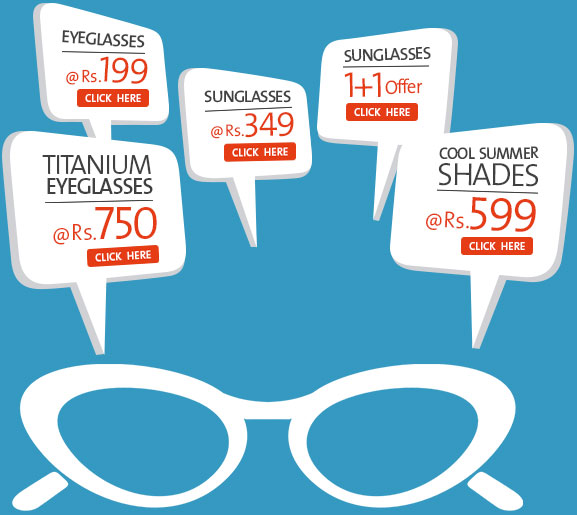 EYEGLASSES
@ Rs.199
CLICK HERE
SUNGLASSES
@ Rs.349
CLICK HERE
SUNGLASSES
1+1 Offer
CLICK HERE
TITANIUM
EYEGLASSES
@ Rs.750
CLICK HERE
COOL SUMMER
SHADES
@ Rs.599
CLICK HERE